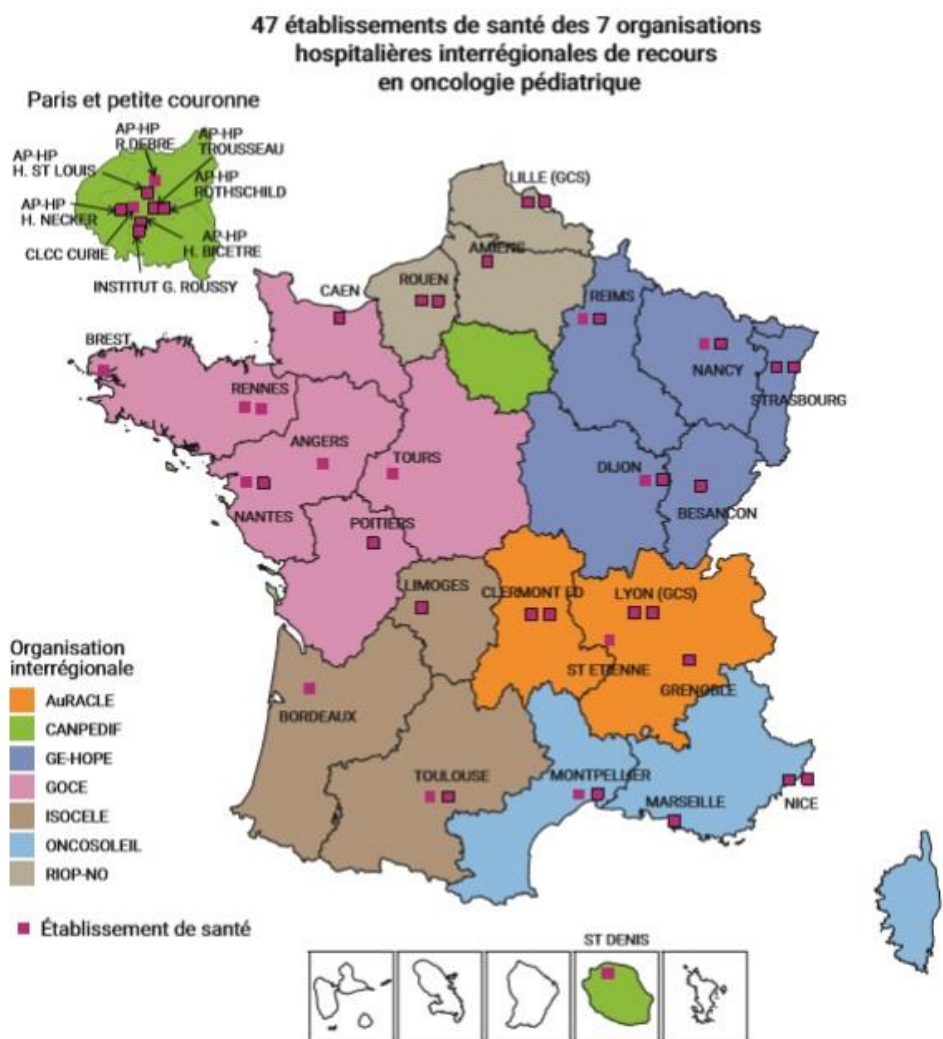 47 établissements de santé des 7 organisations
hospitalières interrégionales de recours
en oncologie pédiatrique
Paris et petite couronne
AP-HP
R.DEBRE
AP-HP
TROUSSEAU
AP-HP
H. ST LOUIS
AP-HP
ROTHSCHILD
AP-HP
H. NECKER
AP-HP
H. BICETRE
CLCC CURIE
INSTITUT G. ROUSSY
LILLE (GCS)
AMIENS
ROUEN
CAEN
REIMS
BREST
NANCY
RENNES
STRASBOURG
ANGERS
TOURS
DIJON
NANTES
BESANCON
POITIERS
LIMOGES
CLERMONT FD
LYON (GCS)
ST ETIENNE
GRENOBLE
BORDEAUX
TOULOUSE
MONTPELLIER
MARSEILLE
NICE
Organisation
interrégionale
AuRACLE
CANPEDIF
GE-HOPE
GOCE
ISOCELE
ONCOSOLEIL
RIOP-NO
Établissement de santé
ST DENIS